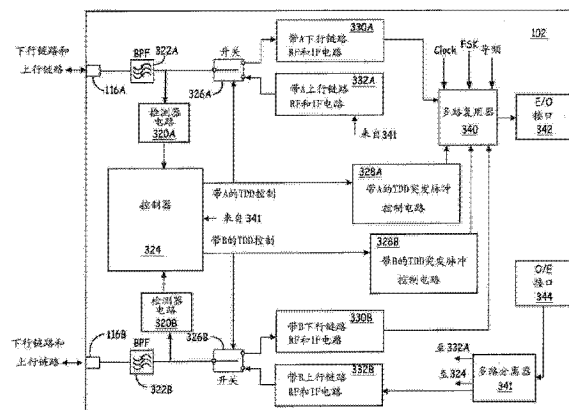 下行链路和
上行链路
116A
BPF
322A
开关
326A
检测器
电路
320A
330A
带A下行链路
RF和IF电路
332A
带A上行链路
RF和IF电路
来自341
102
Clock
FSK
导频
多路复用器
340
E/O
接口
342
控制器
324
带A的TDD控制
来自341
带B的TDD控制
328A
带A的TDD突发脉冲
控制电路
328B
带B的TDD突发脉冲
控制电路
O/E
接口
344
检测器
电路
320B
下行链路和
上行链路
116B
BPF
322B
326B
开关
330B
带B下行链路
RF和IF电路
332B
带B上行链路
RF和IF电路
至332A
至324
多路分离器
341